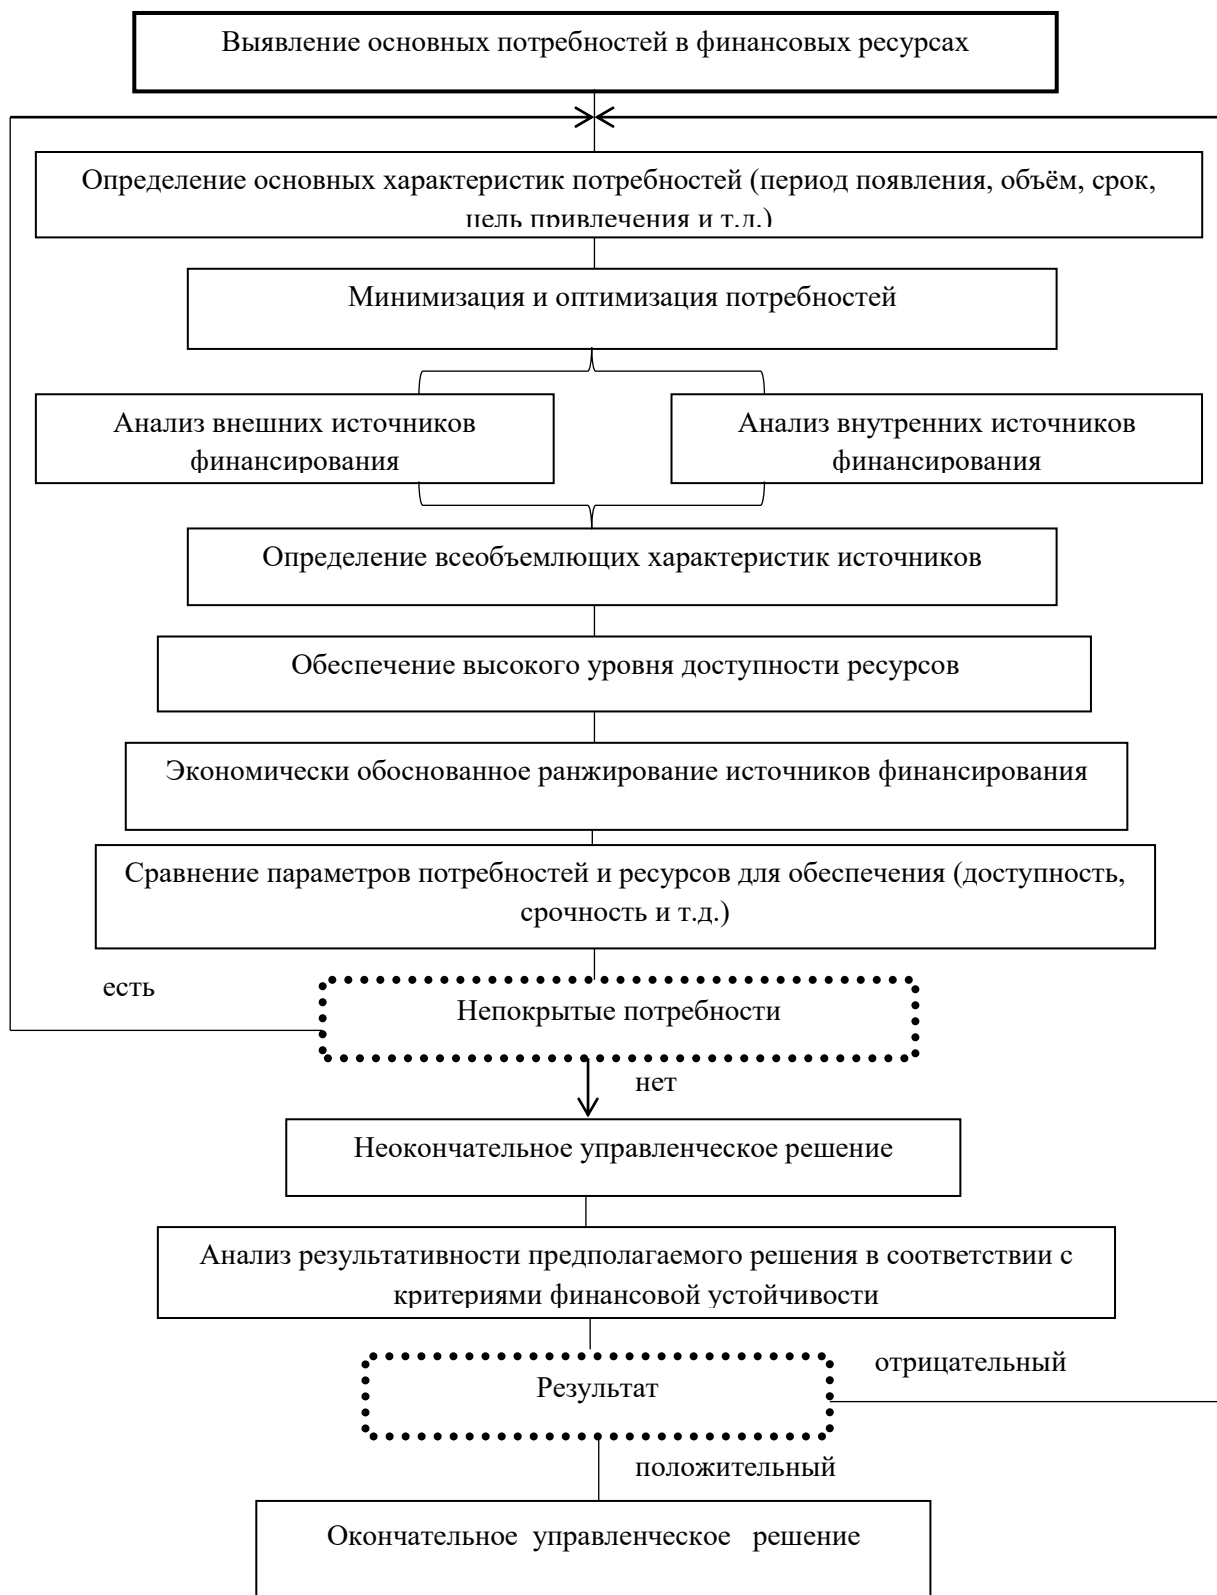 Выявление основных потребностей в финансовых ресурсах
Определение основных характеристик потребностей (период появления, объём, срок,
цель привлечения и т.д.)
Минимизация и оптимизация потребностей
Анализ внешних источников
финансирования
Анализ внутренних источников
финансирования
Определение всеобъемлющих характеристик источников
Обеспечение высокого уровня доступности ресурсов
Экономически обоснованное ранжирование источников финансирования
Сравнение параметров потребностей и ресурсов для обеспечения (доступность,
срочность и т.д.)
есть
Непокрытые потребности
нет
Неокончательное управленческое решение
Анализ результативности предполагаемого решения в соответствии с
критериями финансовой устойчивости
отрицательный
Результат
положительный
Окончательное управленческое решение